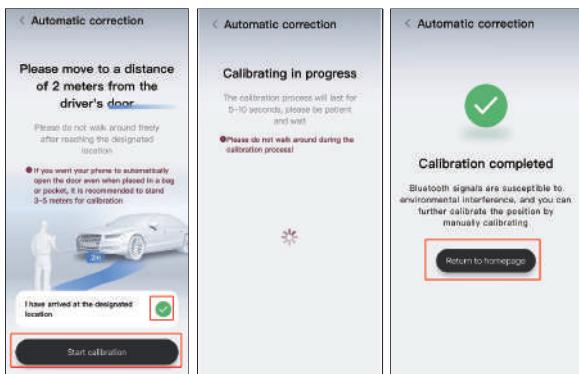 Automatic correction
Please move to a distance
of 2 meters from the
driver's door
Please do not walk around freely
after reaching the designated
location
If you want your phone to automatically
open the door even when placed in a bag
or pocket, it is recommended to stand
3-5 meters for calibration
2m
I have arrived at the designated
location
Start calibration
Automatic correction
Calibrating in progress
The calibration process will last for
5-10 seconds, please be patient
and wait
Please do not walk around during the
calibration process!
Automatic correction
Calibration completed
Bluetooth signals are susceptible to
environmental interference, and you can
further calibrate the position by
manually calibrating
Return to homepage